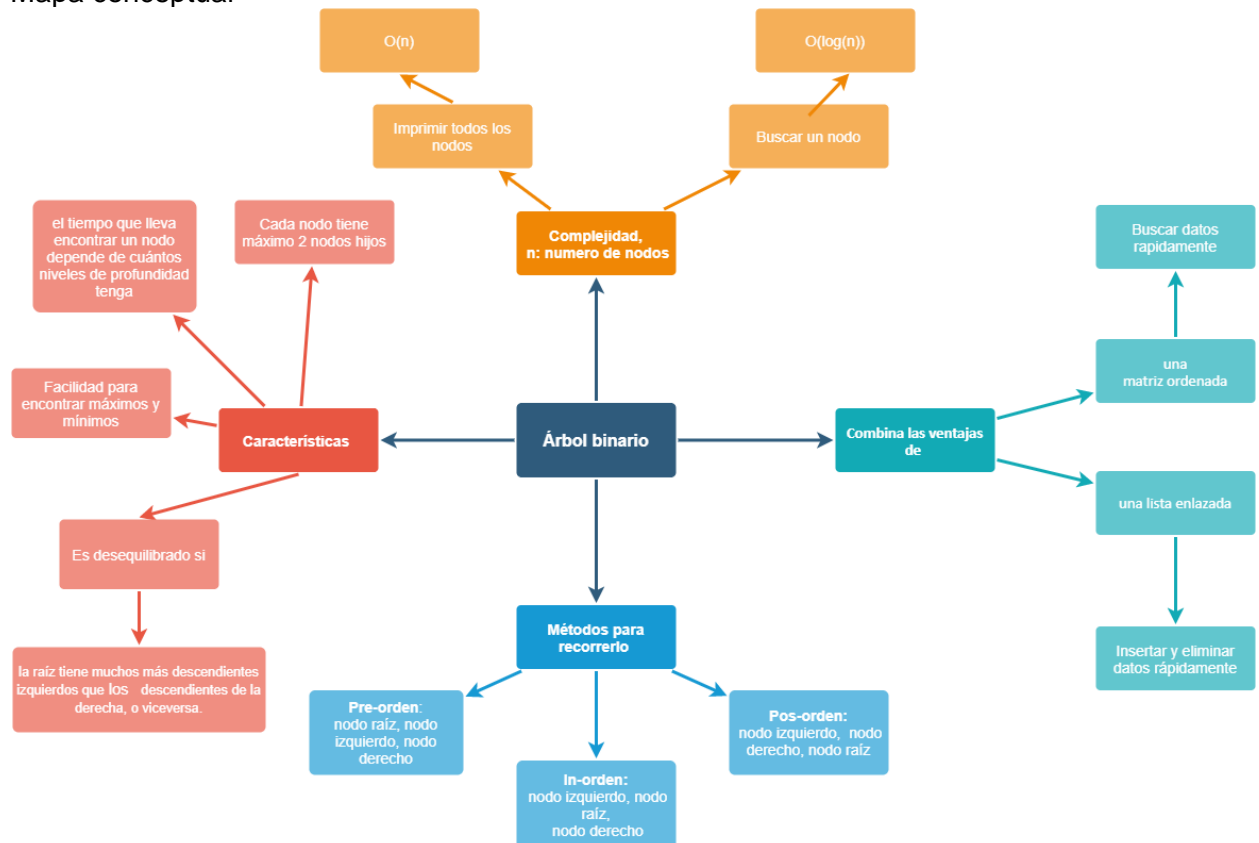 Mapa conceptual
O(n)
O(log(n))
Imprimir todos los
nodos
Buscar un nodo
el tiempo que lleva
encontrar un nodo
depende de cuántos
niveles de profundidad
tenga
Cada nodo tiene
máximo 2 nodos hijos
Complejidad,
n: numero de nodos
Buscar datos
rapidamente
una
matriz ordenada
Facilidad para
encontrar máximos y
mínimos
Características
Árbol binario
Combina las ventajas
de
una lista enlazada
Es desequilibrado si
Métodos para
recorrerlo
Insertar y eliminar
datos rápidamente
la raíz tiene muchos más descendientes
izquierdos que los descendientes de la
derecha, o viceversa.
Pre-orden:
nodo raíz, nodo
izquierdo, nodo
derecho
Pos-orden:
nodo izquierdo, nodo
derecho, nodo raíz
In-orden:
nodo izquierdo, nodo
raíz,
nodo derecho